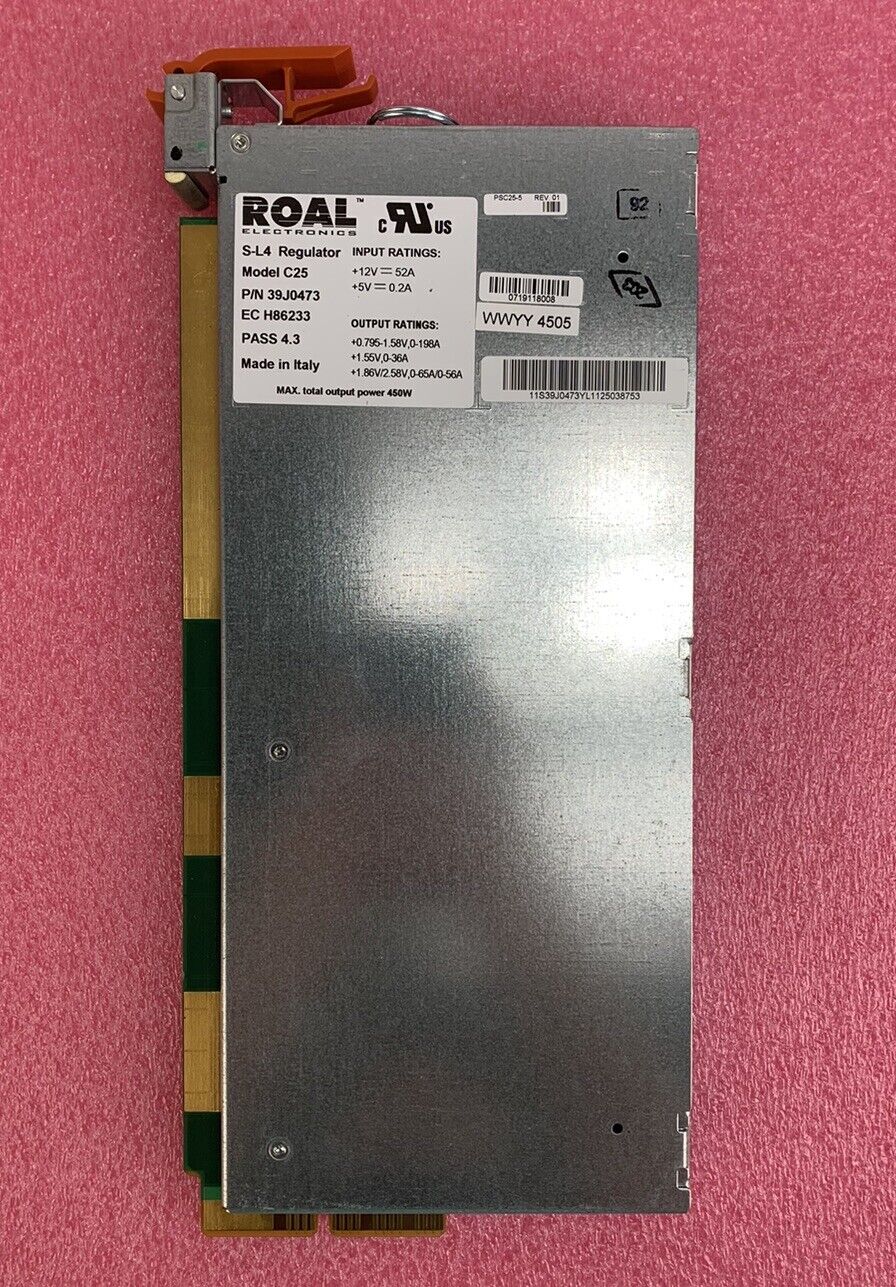 ROAL™
ELECTRONICS
c RU US
S-L4 Regulator
Model C25
P/N 39J0473
EC H86233
PASS 4.3
Made in Italy
INPUT RATINGS:
+12V ⎓ 52A
+5V ⎓ 0.2A
OUTPUT RATINGS:
+0.795-1.58V,0-198A
+1.55V,0-36A
+1.86V/2.58V,0-65A/0-56A
MAX. total output power 450W
PSC25-5 REV 01
92
0719118008
WWYY 4505
11S39J0473YL1125038753